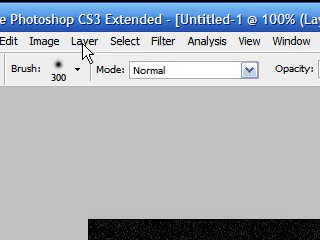 e Photoshop CS3 Extended - [Untitled-1 @ 100% (Lay
Edit Image Layer Select Filter Analysis View Window
Brush: 300 Mode: Normal Opacity: